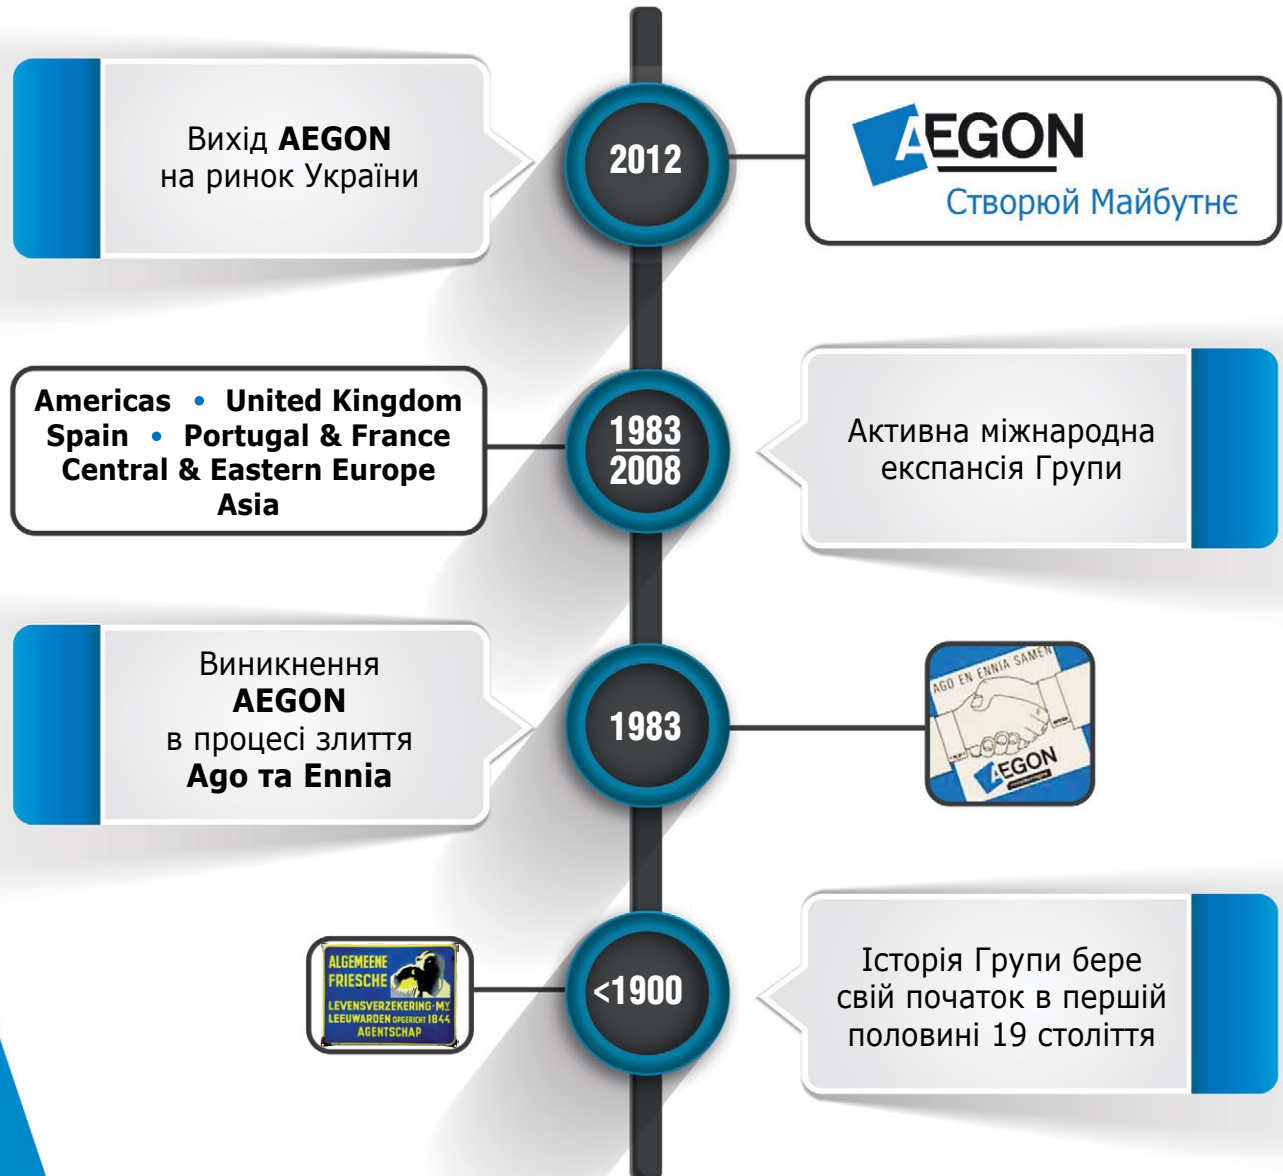 Вихід AEGON
на ринок України
2012
AEGON
Створюй Майбутнє
Americas • United Kingdom
Spain • Portugal & France
Central & Eastern Europe
Asia
1983
2008
Активна міжнародна
експансія Групи
Виникнення
AEGON
в процесі злиття
Ago та Ennia
1983
AGO EN ENNIA SAMEN
AEGON
ALGEMEENE
FRIESCHE
LEVENSVERZEKERING-MY
LEEUWARDEN OPGERICHT 1844
AGENTSCHAP
<1900
Історія Групи бере
свій початок в першій
половині 19 століття